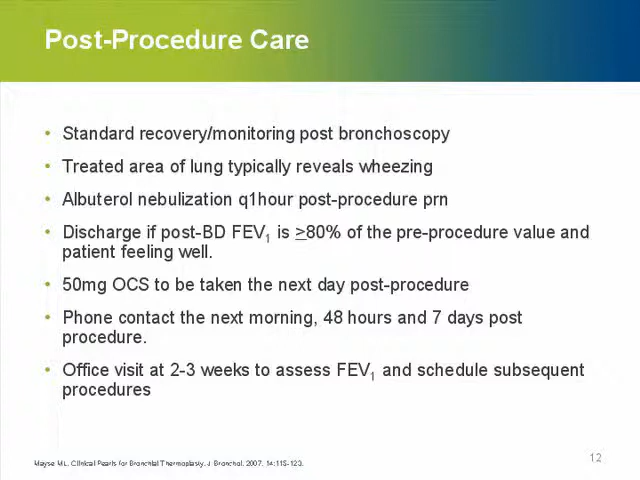 Post-Procedure Care
• Standard recovery/monitoring post bronchoscopy
• Treated area of lung typically reveals wheezing
• Albuterol nebulization q1hour post-procedure prn
• Discharge if post-BD FEV1 is ≥80% of the pre-procedure value and
patient feeling well.
• 50mg OCS to be taken the next day post-procedure
• Phone contact the next morning, 48 hours and 7 days post
procedure.
• Office visit at 2-3 weeks to assess FEV1 and schedule subsequent
procedures
Mayse ML, Clinical Pearls for Bronchial Thermoplasty, J Bronchol, 2007, 14:115-123.
12